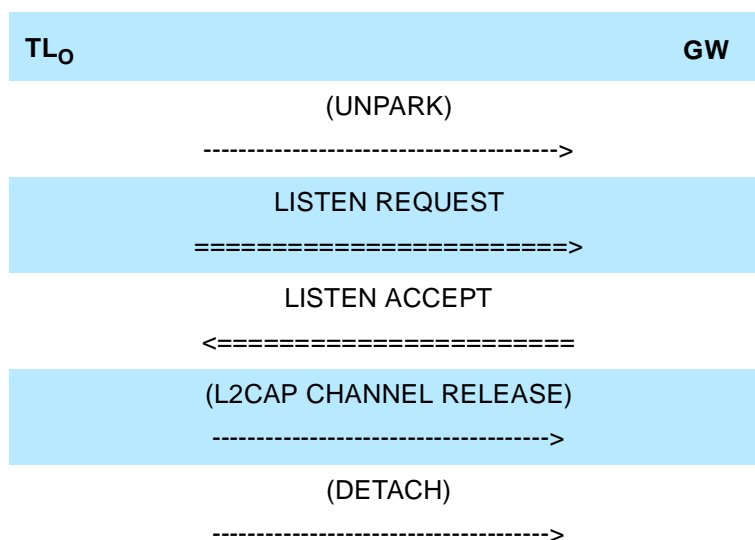 TLO GW
(UNPARK)
---------------------------------------->
LISTEN REQUEST
========================>
LISTEN ACCEPT
<=======================
(L2CAP CHANNEL RELEASE)
-------------------------------------->
(DETACH)
-------------------------------------->